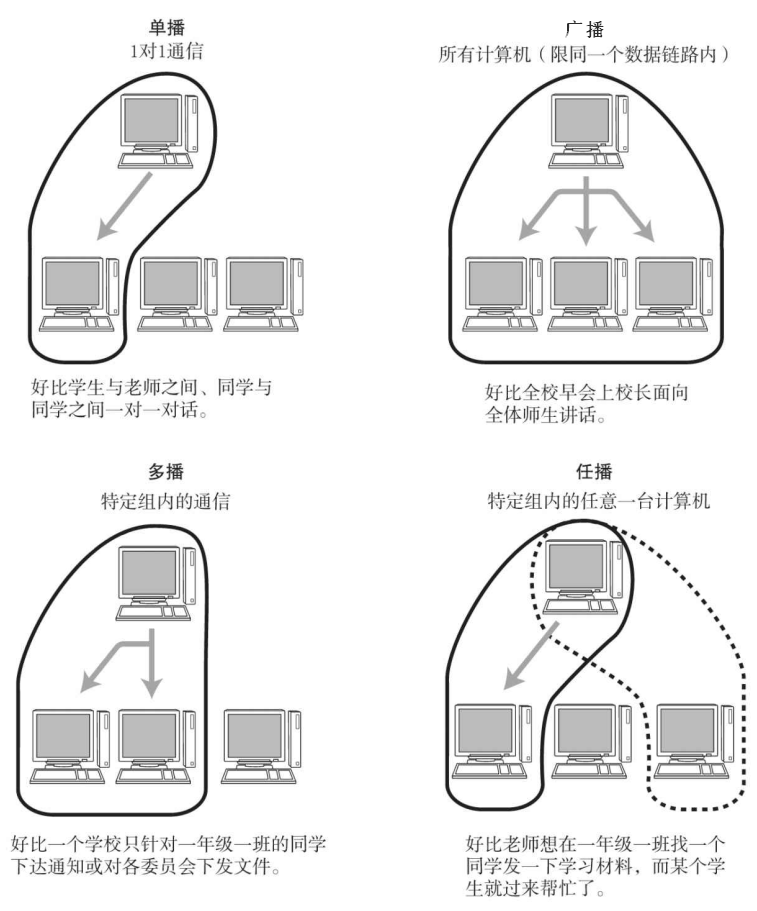 单播
1对1通信
好比学生与老师之间、同学与
同学之间一对一对话。
广播
所有计算机（限同一个数据链路内）
好比全校早会上校长面向
全体师生讲话。
多播
特定组内的通信
好比一个学校只针对一年级一班的同学
下达通知或对各委员会下发文件。
任播
特定组内的任意一台计算机
好比老师想在一年级一班找一个
同学发一下学习材料，而某个学
生就过来帮忙了。